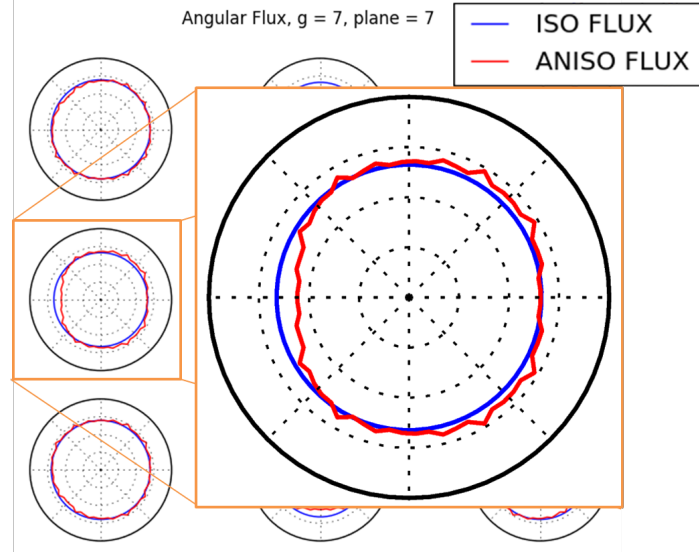 Angular Flux, g = 7, plane = 7
ISO FLUX
ANISO FLUX